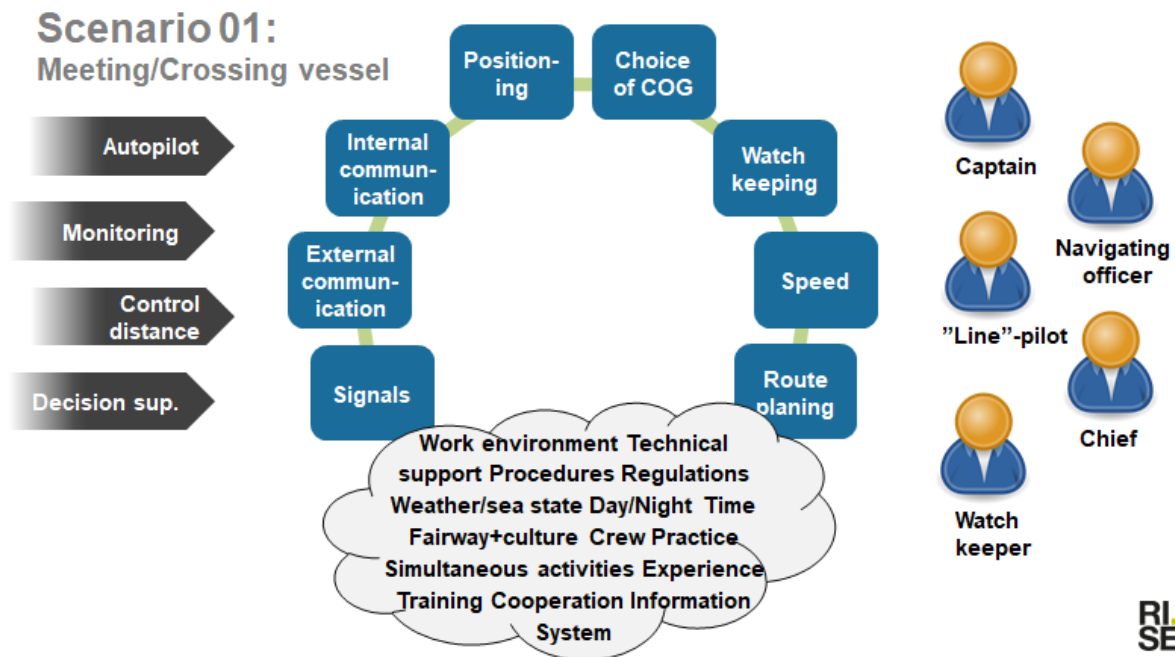 Scenario 01:
Meeting/Crossing vessel
Autopilot
Monitoring
Control
distance
Decision sup.
Position-
ing
Choice
of COG
Internal
commun-
ication
Watch
keeping
External
commun-
ication
Speed
Signals
Route
planing
Work environment Technical
support Procedures Regulations
Weather/sea state Day/Night Time
Fairway+culture Crew Practice
Simultaneous activities Experience
Training Cooperation Information
System
Captain
Navigating
officer
”Line”-pilot
Chief
Watch
keeper
RI.
SE